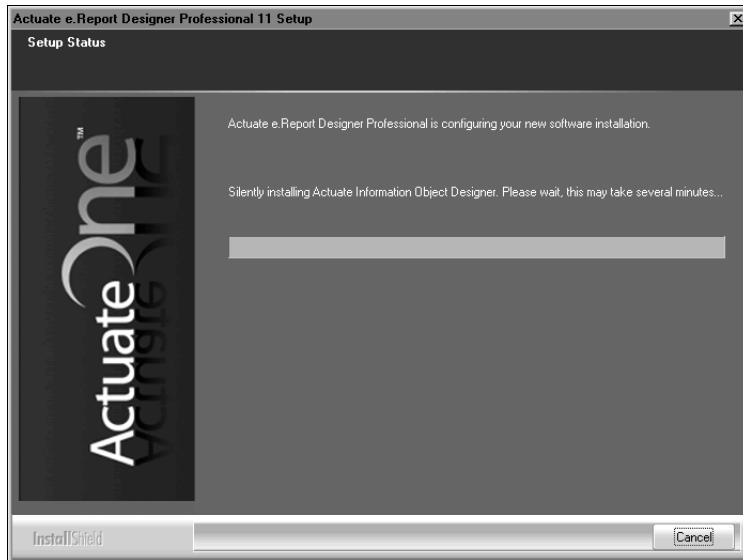 Actuate e.Report Designer Professional 11 Setup
Setup Status
Actuate e.Report Designer Professional is configuring your new software installation.
Silently installing Actuate Information Object Designer. Please wait, this may take several minutes...
ActuateOne™
InstallShield
Cancel